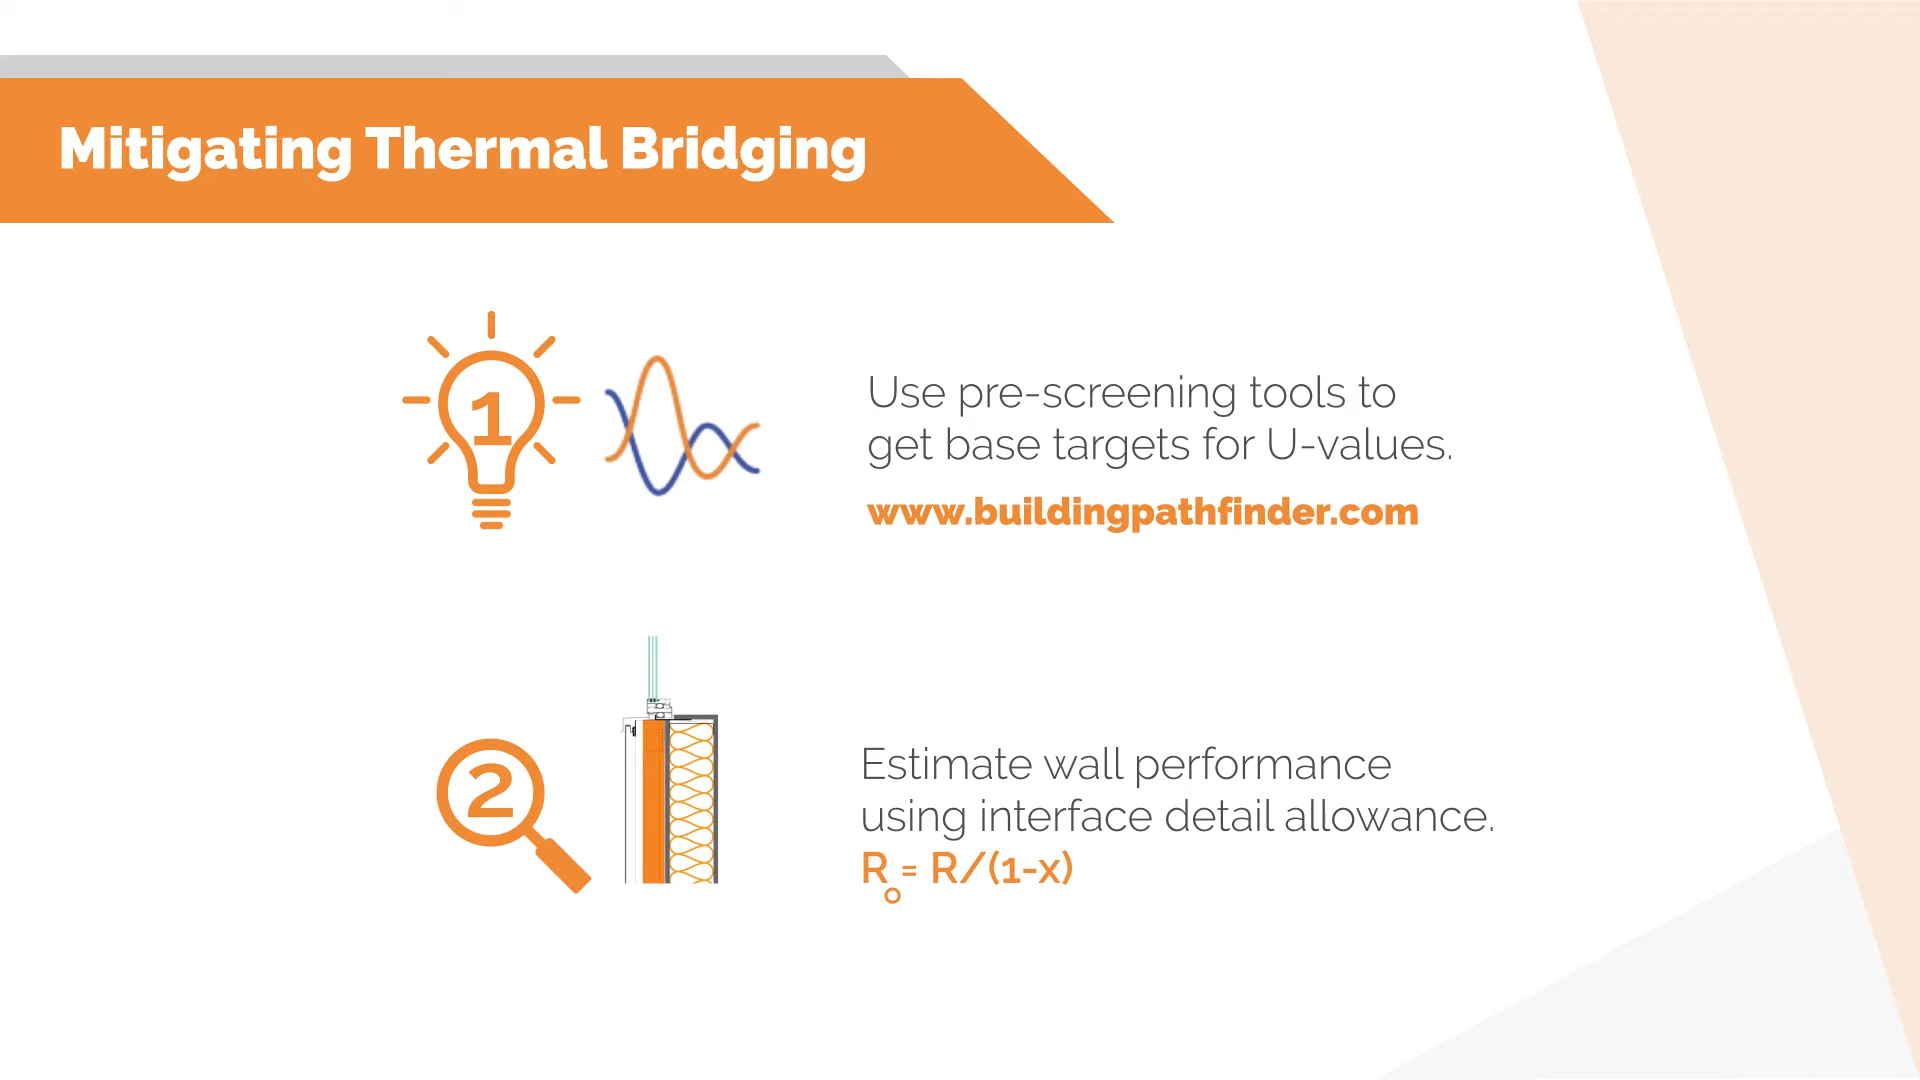 Mitigating Thermal Bridging
1
Use pre-screening tools to
get base targets for U-values.
www.buildingpathfinder.com
2
Estimate wall performance
using interface detail allowance.
Ro= R/(1-x)